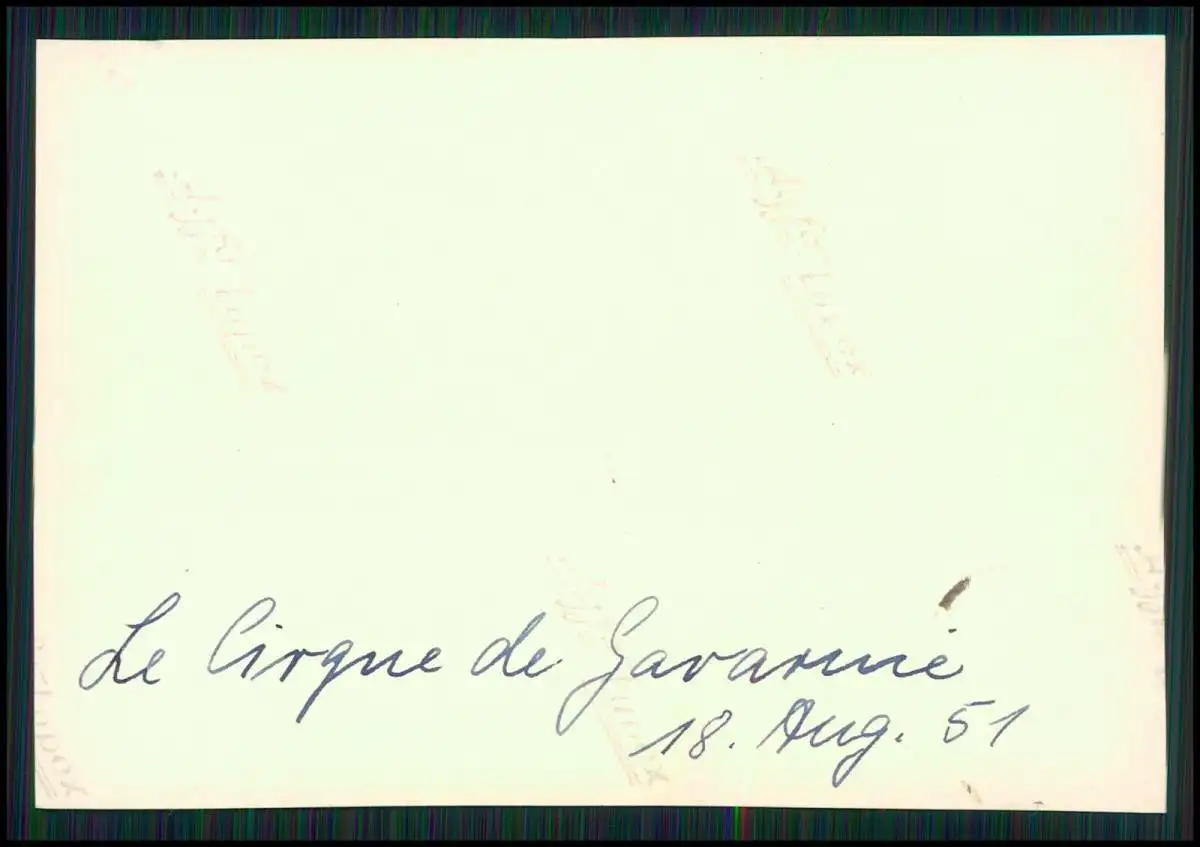 Le Cirque de Gavarnie
18. Aug. 51